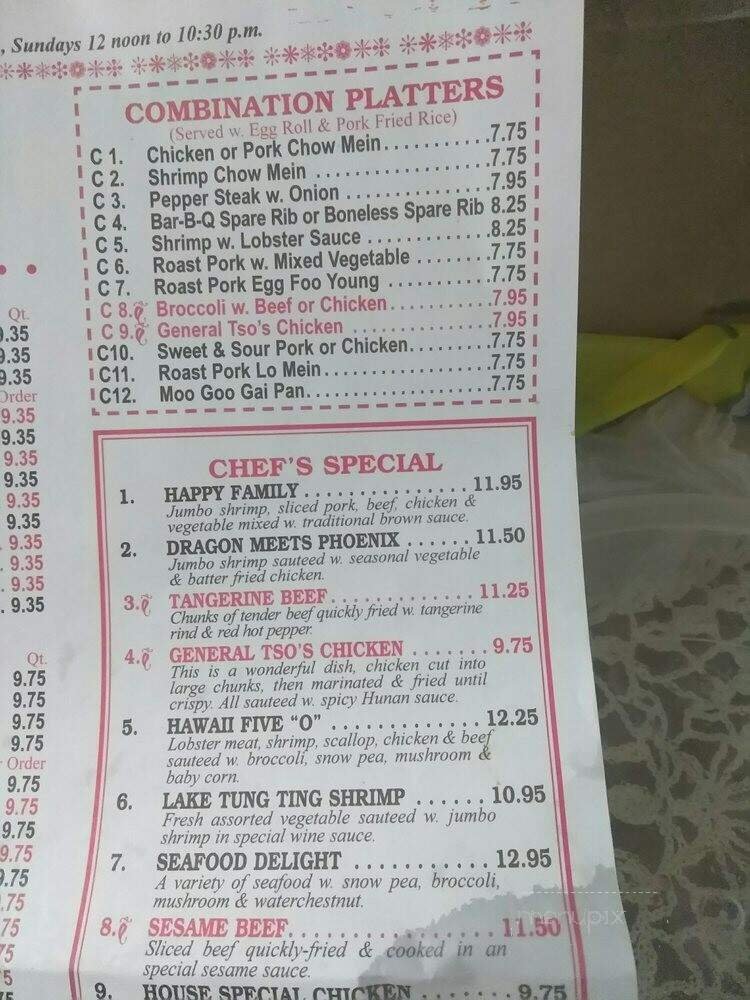 , Sundays 12 noon to 10:30 p.m.
COMBINATION PLATTERS
(Served w. Egg Roll & Pork Fried Rice)
C 1. Chicken or Pork Chow Mein...........7.75
C 2. Shrimp Chow Mein ....................7.75
C 3. Pepper Steak w. Onion ................7.95
C 4. Bar-B-Q Spare Rib or Boneless Spare Rib 8.25
C 5. Shrimp w. Lobster Sauce .............8.25
C 6. Roast Pork w. Mixed Vegetable ........7.75
C 7. Roast Pork Egg Foo Young ............7.75
C 8. Broccoli w. Beef or Chicken...........7.95
C 9. General Tso's Chicken ...............7.95
C10. Sweet & Sour Pork or Chicken.........7.75
C11. Roast Pork Lo Mein..................7.75
C12. Moo Goo Gai Pan....................7.75
Qt.
9.35
9.35
9.35
Order
9.35
9.35
9.35
9.35
9.35
9.35
. 9.35
. 9.35
. 9.35
. 9.35
Qt.
9.75
9.75
9.75
9.75
Order
9.75
9.75
9.75
9.75
9.75
.75
75
75
5
CHEF'S SPECIAL
1. HAPPY FAMILY...............11.95
Jumbo shrimp, sliced pork, beef, chicken &
vegetable mixed w. traditional brown sauce.
2. DRAGON MEETS PHOENIX ......11.50
Jumbo shrimp sauteed w. seasonal vegetable
& batter fried chicken.
3. TANGERINE BEEF..............11.25
Chunks of tender beef quickly fried w. tangerine
rind & red hot pepper.
4. GENERAL TSO'S CHICKEN .......9.75
This is a wonderful dish, chicken cut into
large chunks, then marinated & fried until
crispy. All sauteed w. spicy Hunan sauce.
5. HAWAII FIVE "O" ..............12.25
Lobster meat, shrimp, scallop, chicken & beef
sauteed w. broccoli, snow pea, mushroom &
baby corn.
6. LAKE TUNG TING SHRIMP ......10.95
Fresh assorted vegetable sauteed w. jumbo
shrimp in special wine sauce.
7. SEAFOOD DELIGHT ...........12.95
A variety of seafood w. snow pea, broccoli,
mushroom & waterchestnut.
8. SESAME BEEF.................11.50
Sliced beef quickly-fried & cooked in an
special sesame sauce.
9. HOUSE SPECIAL CHICKEN .......9.75
menupix